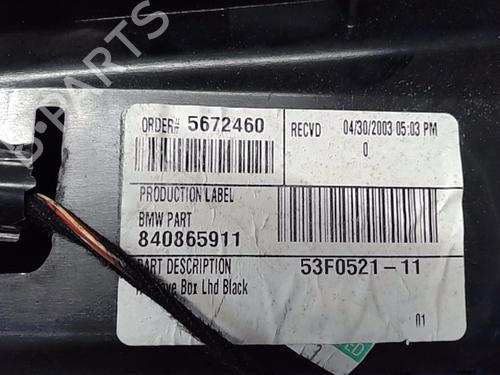 B-PARTS
ORDER# 5672460
RECVD 04/30/2003 05:03 PM
0
PRODUCTION LABEL
BMW PART
840865911
PART DESCRIPTION
53F0521-11
Box Lhd Black
01